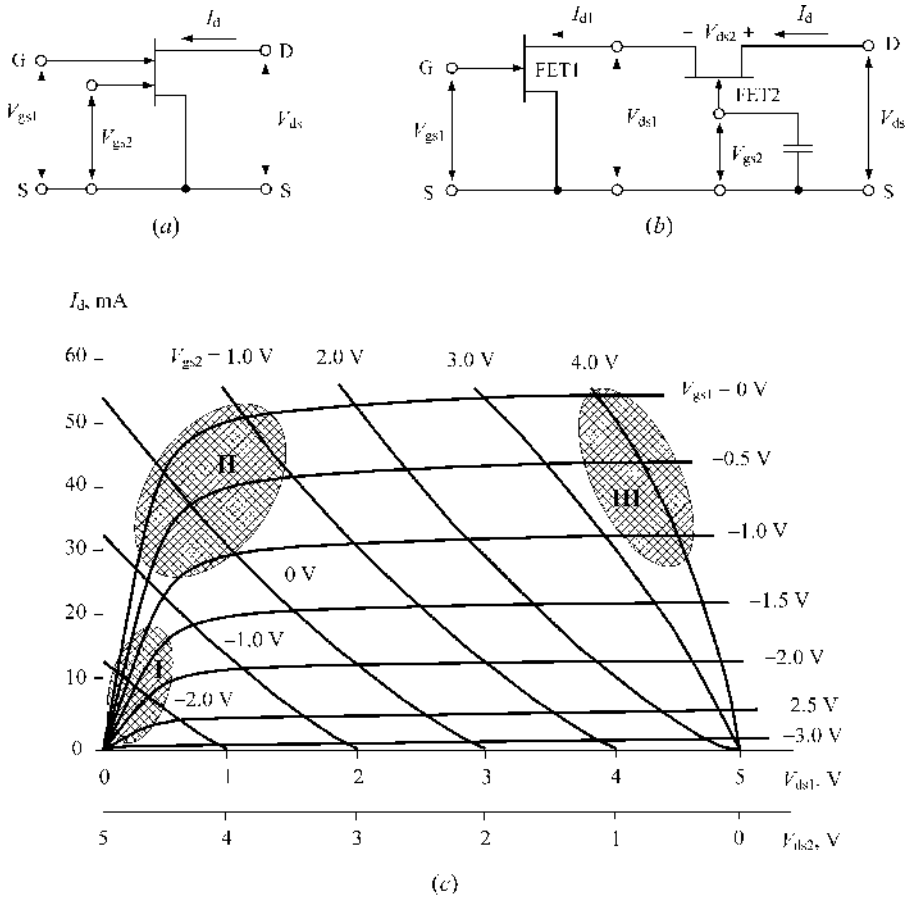 I_d
G
D
V_gs1
V_gs2
V_ds
S
S
(a)
I_d1
− V_ds2 +
I_d
G
FET1
D
FET2
V_gs1
V_ds1
V_gs2
V_ds
S
S
(b)
I_d, mA
60
V_gs2 = 1.0 V
2.0 V
3.0 V
4.0 V
V_gs1 = 0 V
50
II
−0.5 V
40
III
30
−1.0 V
0 V
20
−1.5 V
−1.0 V
10
I
−2.0 V
−2.0 V
2.5 V
−3.0 V
0
0 1 2 3 4 5 V_ds1, V
5 4 3 2 1 0 V_ds2, V
(c)